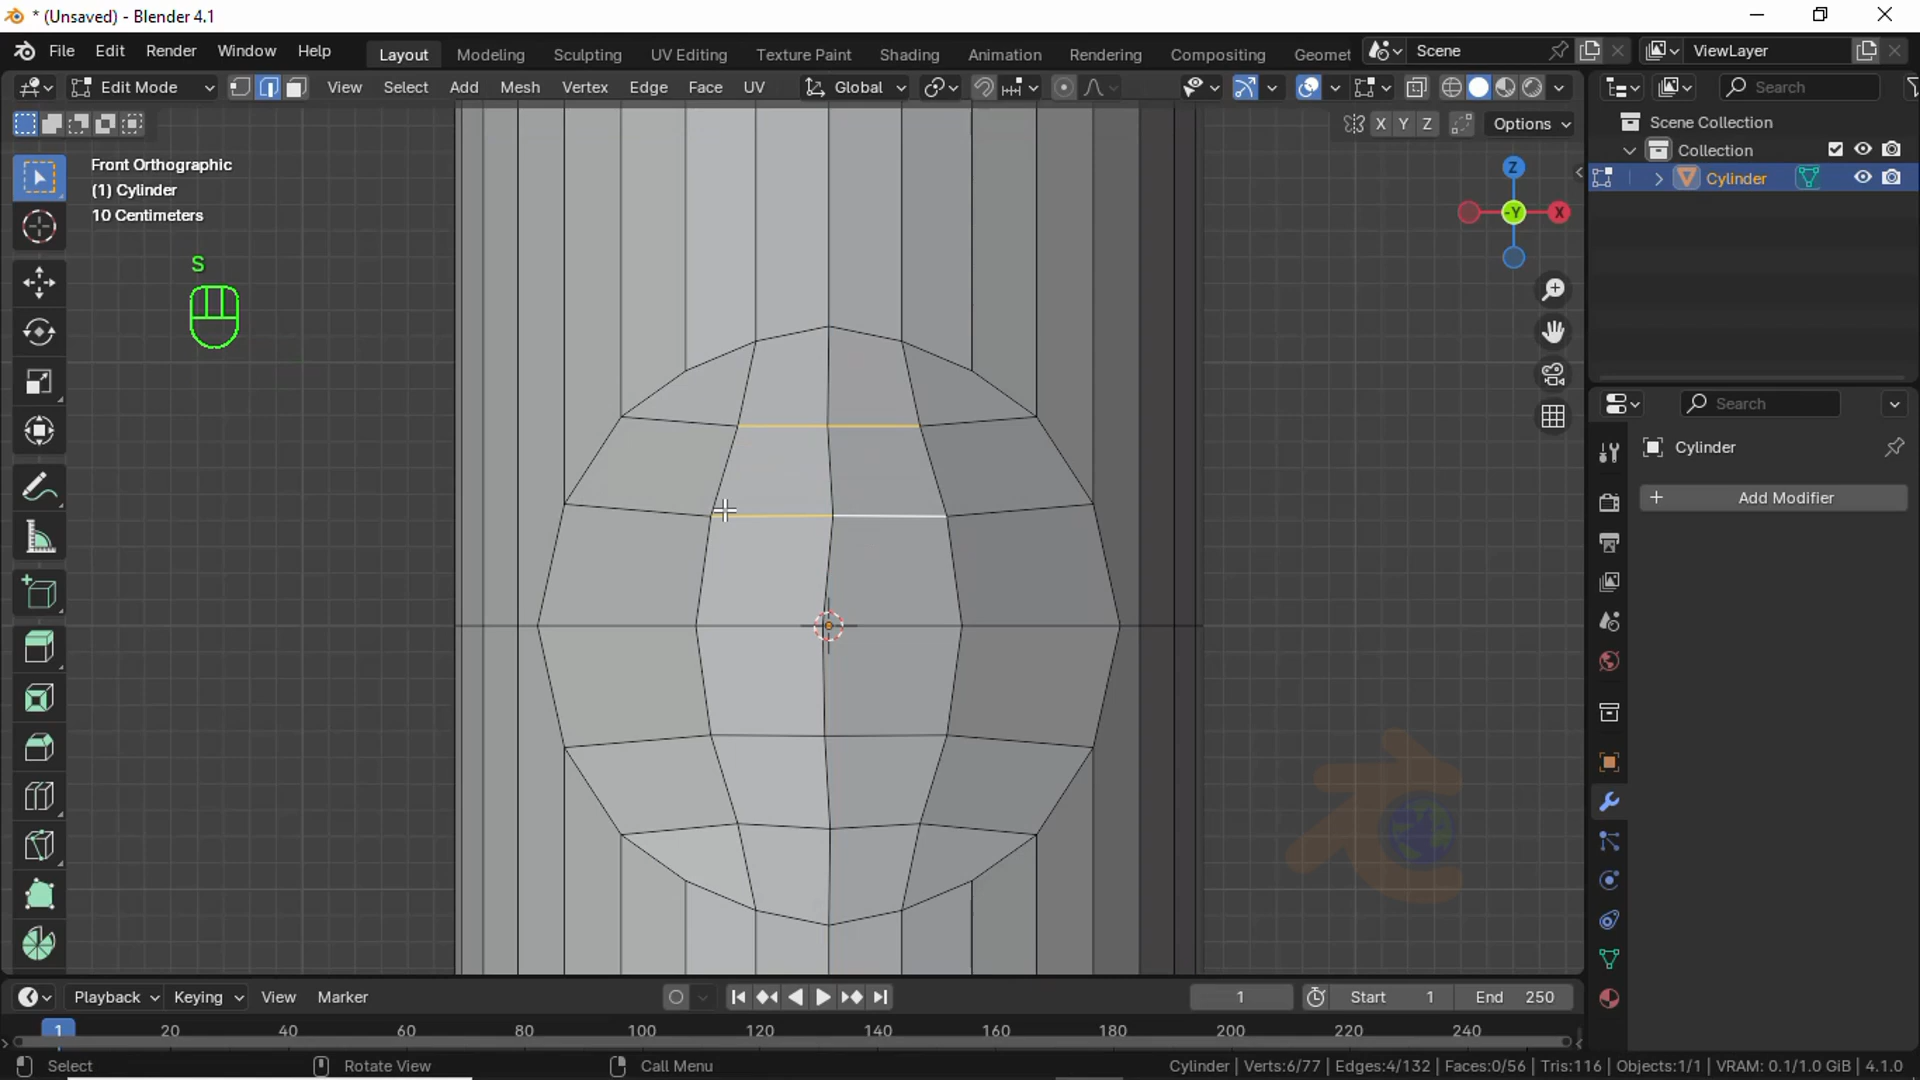 * (Unsaved) - Blender 4.1
File Edit Render Window Help Layout Modeling Sculpting UV Editing Texture Paint Shading Animation Rendering Compositing Geomet Scene ViewLayer
Edit Mode View Select Add Mesh Vertex Edge Face UV Global Search
X Y Z Options
Scene Collection
Collection
Cylinder
Front Orthographic
(1) Cylinder
10 Centimeters
Z
-Y X
S
Search
Cylinder
+ Add Modifier
Playback Keying View Marker 1 Start 1 End 250
1 20 40 60 80 100 120 140 160 180 200 220 240
Select Rotate View Call Menu Cylinder | Verts:6/77 | Edges:4/132 | Faces:0/56 | Tris:116 | Objects:1/1 | VRAM: 0.1/1.0 GiB | 4.1.0